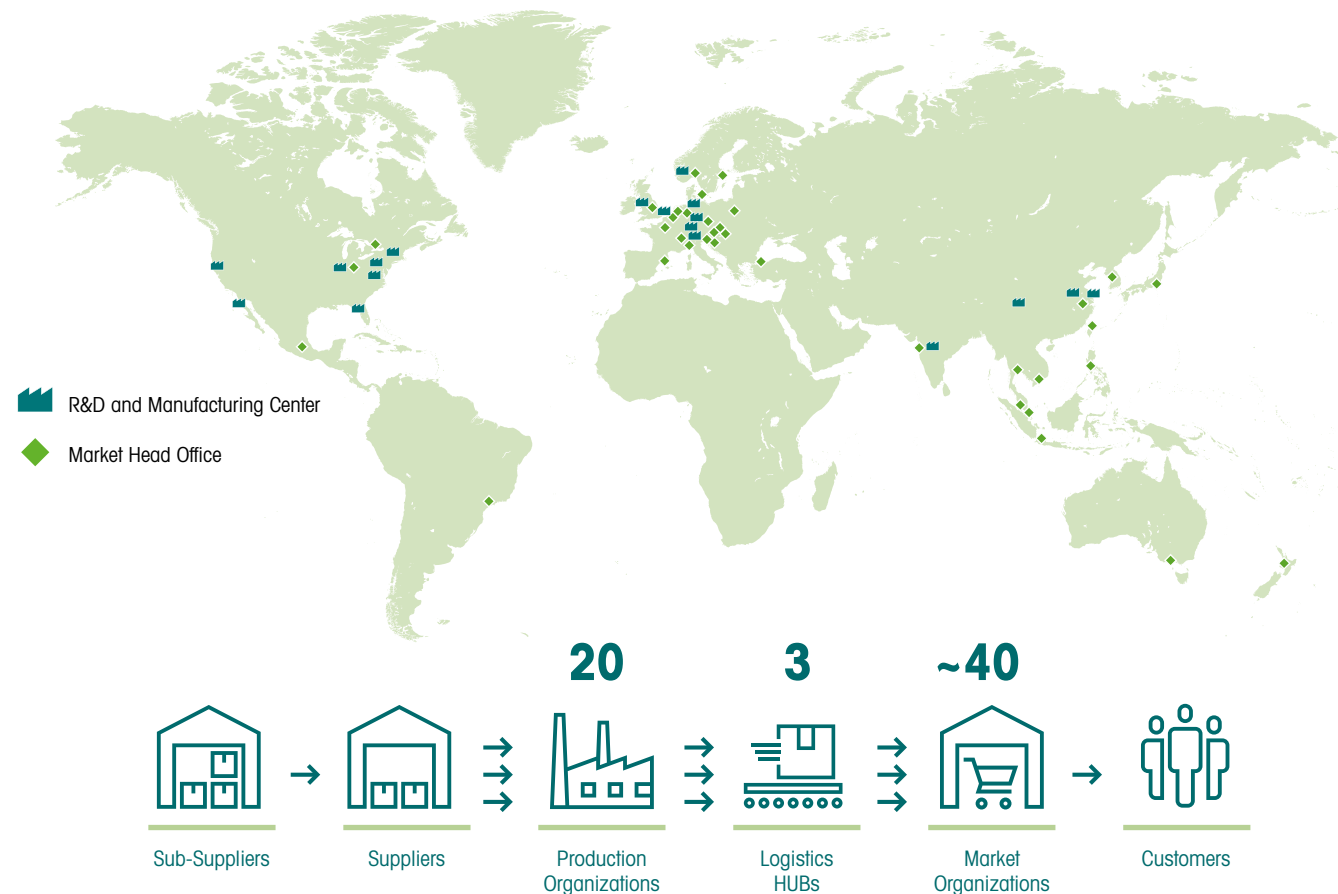 R&D and Manufacturing Center
Market Head Office
20
3
~40
Sub-Suppliers
Suppliers
Production
Organizations
Logistics
HUBs
Market
Organizations
Customers